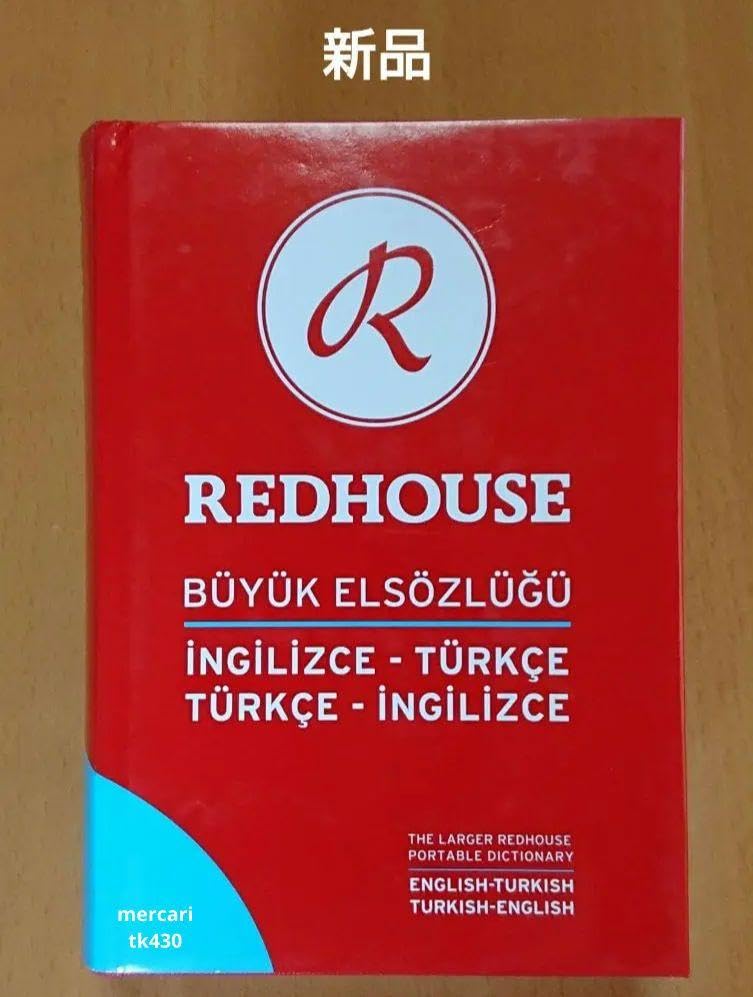 新品
R
REDHOUSE
BÜYÜK ELSÖZLÜĞÜ
İNGİLİZCE - TÜRKÇE
TÜRKÇE - İNGİLİZCE
THE LARGER REDHOUSE
PORTABLE DICTIONARY
ENGLISH-TURKISH
TURKISH-ENGLISH
mercari
tk430